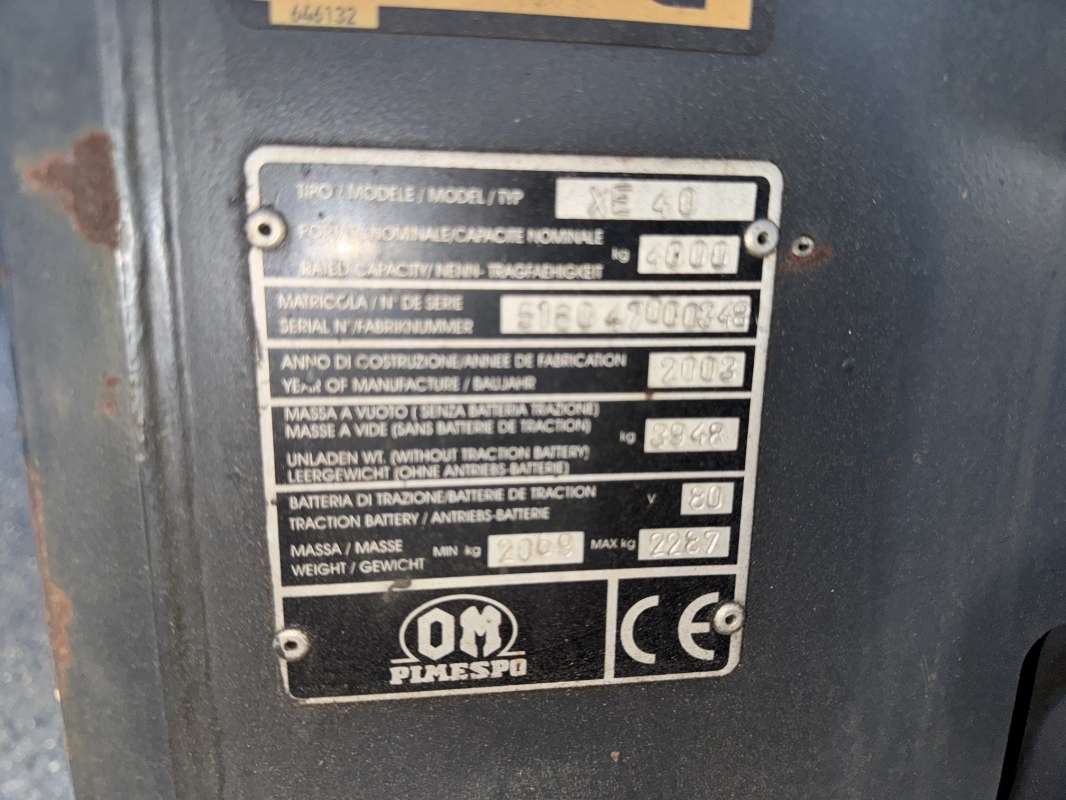 646132
TIPO / MODELE / MODEL / TYP XE 40
PORTATA NOMINALE/CAPACITE NOMINALE
RATED CAPACITY/ NENN- TRAGFAEHIGKEIT kg 4000
MATRICOLA / N° DE SERIE
SERIAL N°/FABRIKNUMMER
ANNO DI COSTRUZIONE/ANNEE DE FABRICATION
YEAR OF MANUFACTURE / BAUJAHR 2003
MASSA A VUOTO ( SENZA BATTERIA TRAZIONE)
MASSE A VIDE (SANS BATTERIE DE TRACTION)
UNLADEN WT. (WITHOUT TRACTION BATTERY) kg 3948
LEERGEWICHT (OHNE ANTRIEBS-BATTERIE)
BATTERIA DI TRAZIONE/BATTERIE DE TRACTION V 80
TRACTION BATTERY / ANTRIEBS-BATTERIE
MASSA / MASSE MIN kg MAX kg 2287
WEIGHT / GEWICHT
OM CE
PIMESPO